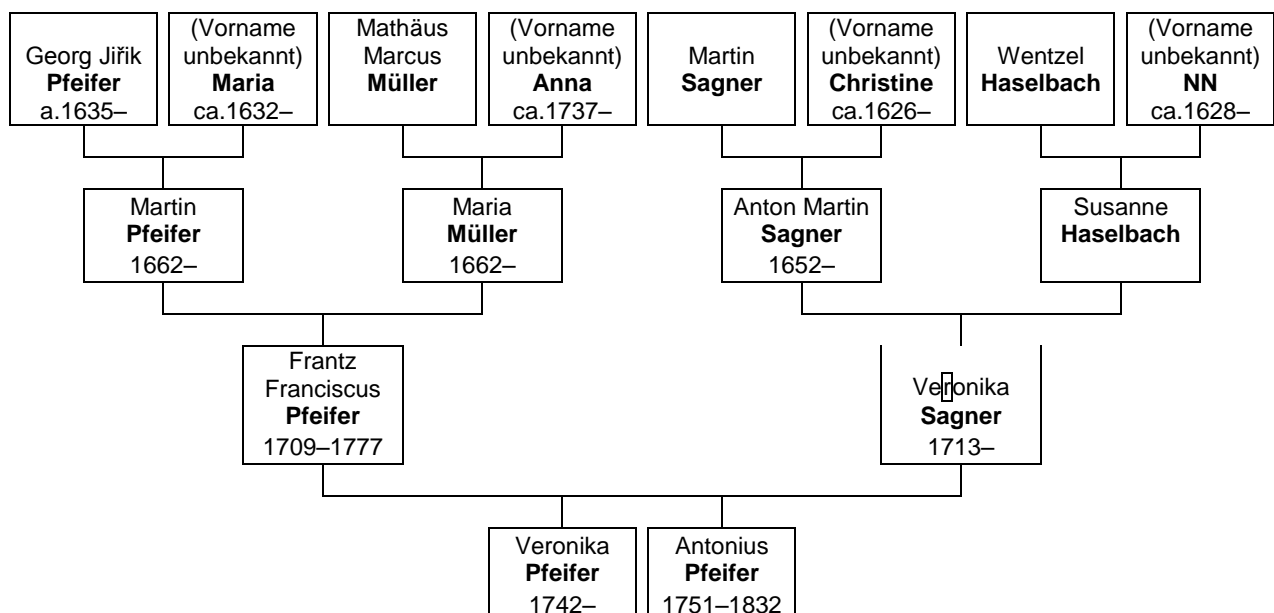 Georg Jiřik
Pfeifer
a.1635–
(Vorname
unbekannt)
Maria
ca.1632–
Mathäus
Marcus
Müller
(Vorname
unbekannt)
Anna
ca.1737–
Martin
Sagner
(Vorname
unbekannt)
Christine
ca.1626–
Wentzel
Haselbach
(Vorname
unbekannt)
NN
ca.1628–
Martin
Pfeifer
1662–
Maria
Müller
1662–
Anton Martin
Sagner
1652–
Susanne
Haselbach
Frantz
Franciscus
Pfeifer
1709–1777
Veronika
Sagner
1713–
Veronika
Pfeifer
1742–
Antonius
Pfeifer
1751–1832